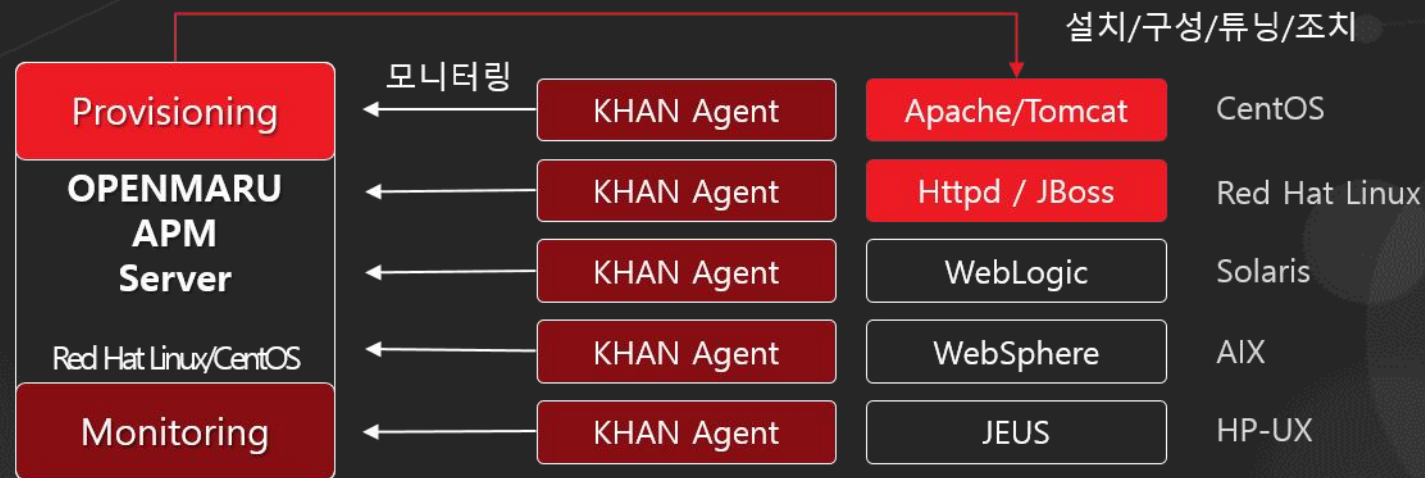 설치/구성/튜닝/조치
모니터링
Provisioning
KHAN Agent
Apache/Tomcat
CentOS
OPENMARU
APM
Server
KHAN Agent
Httpd / JBoss
Red Hat Linux
KHAN Agent
WebLogic
Solaris
Red Hat Linux/CentOS
KHAN Agent
WebSphere
AIX
Monitoring
KHAN Agent
JEUS
HP-UX